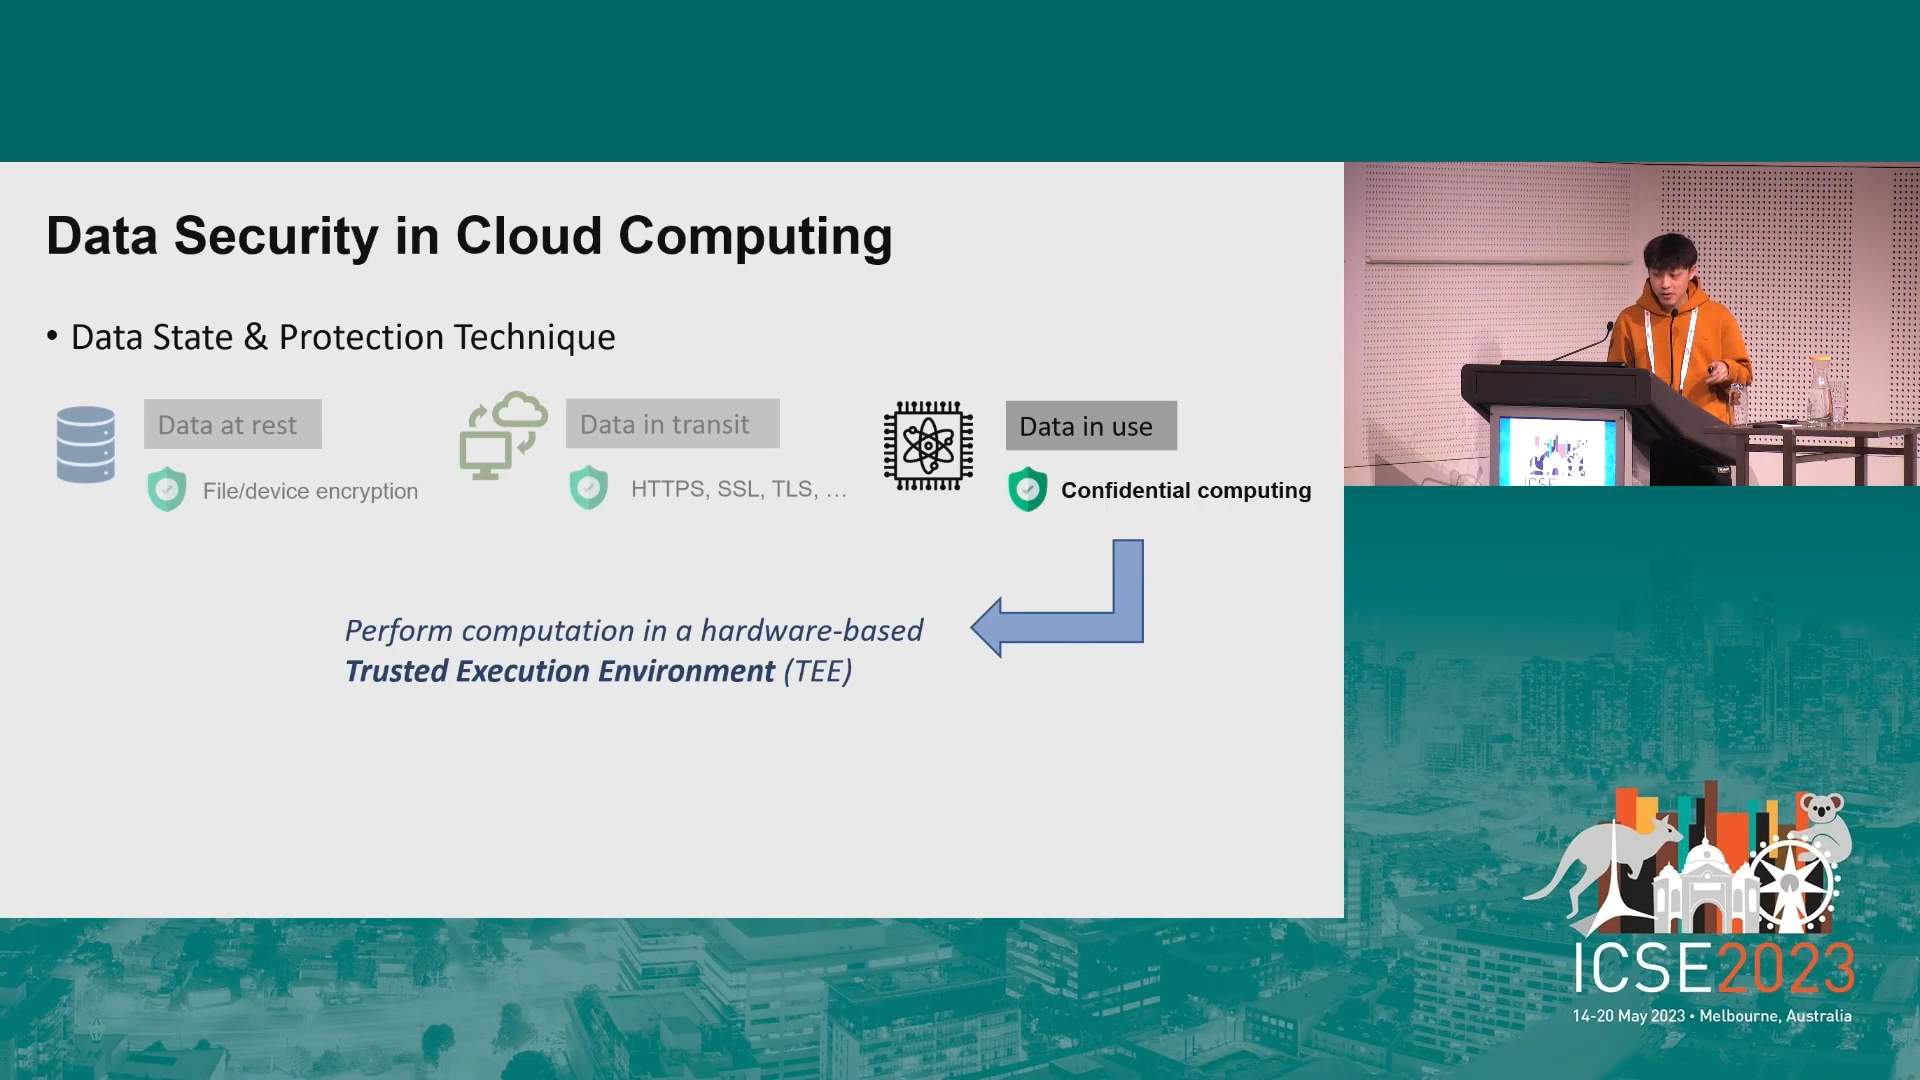 Data Security in Cloud Computing
• Data State & Protection Technique
Data at rest
File/device encryption
Data in transit
HTTPS, SSL, TLS, ...
Data in use
Confidential computing
Perform computation in a hardware-based
Trusted Execution Environment (TEE)
ICSE
ICSE2023
14-20 May 2023 • Melbourne, Australia